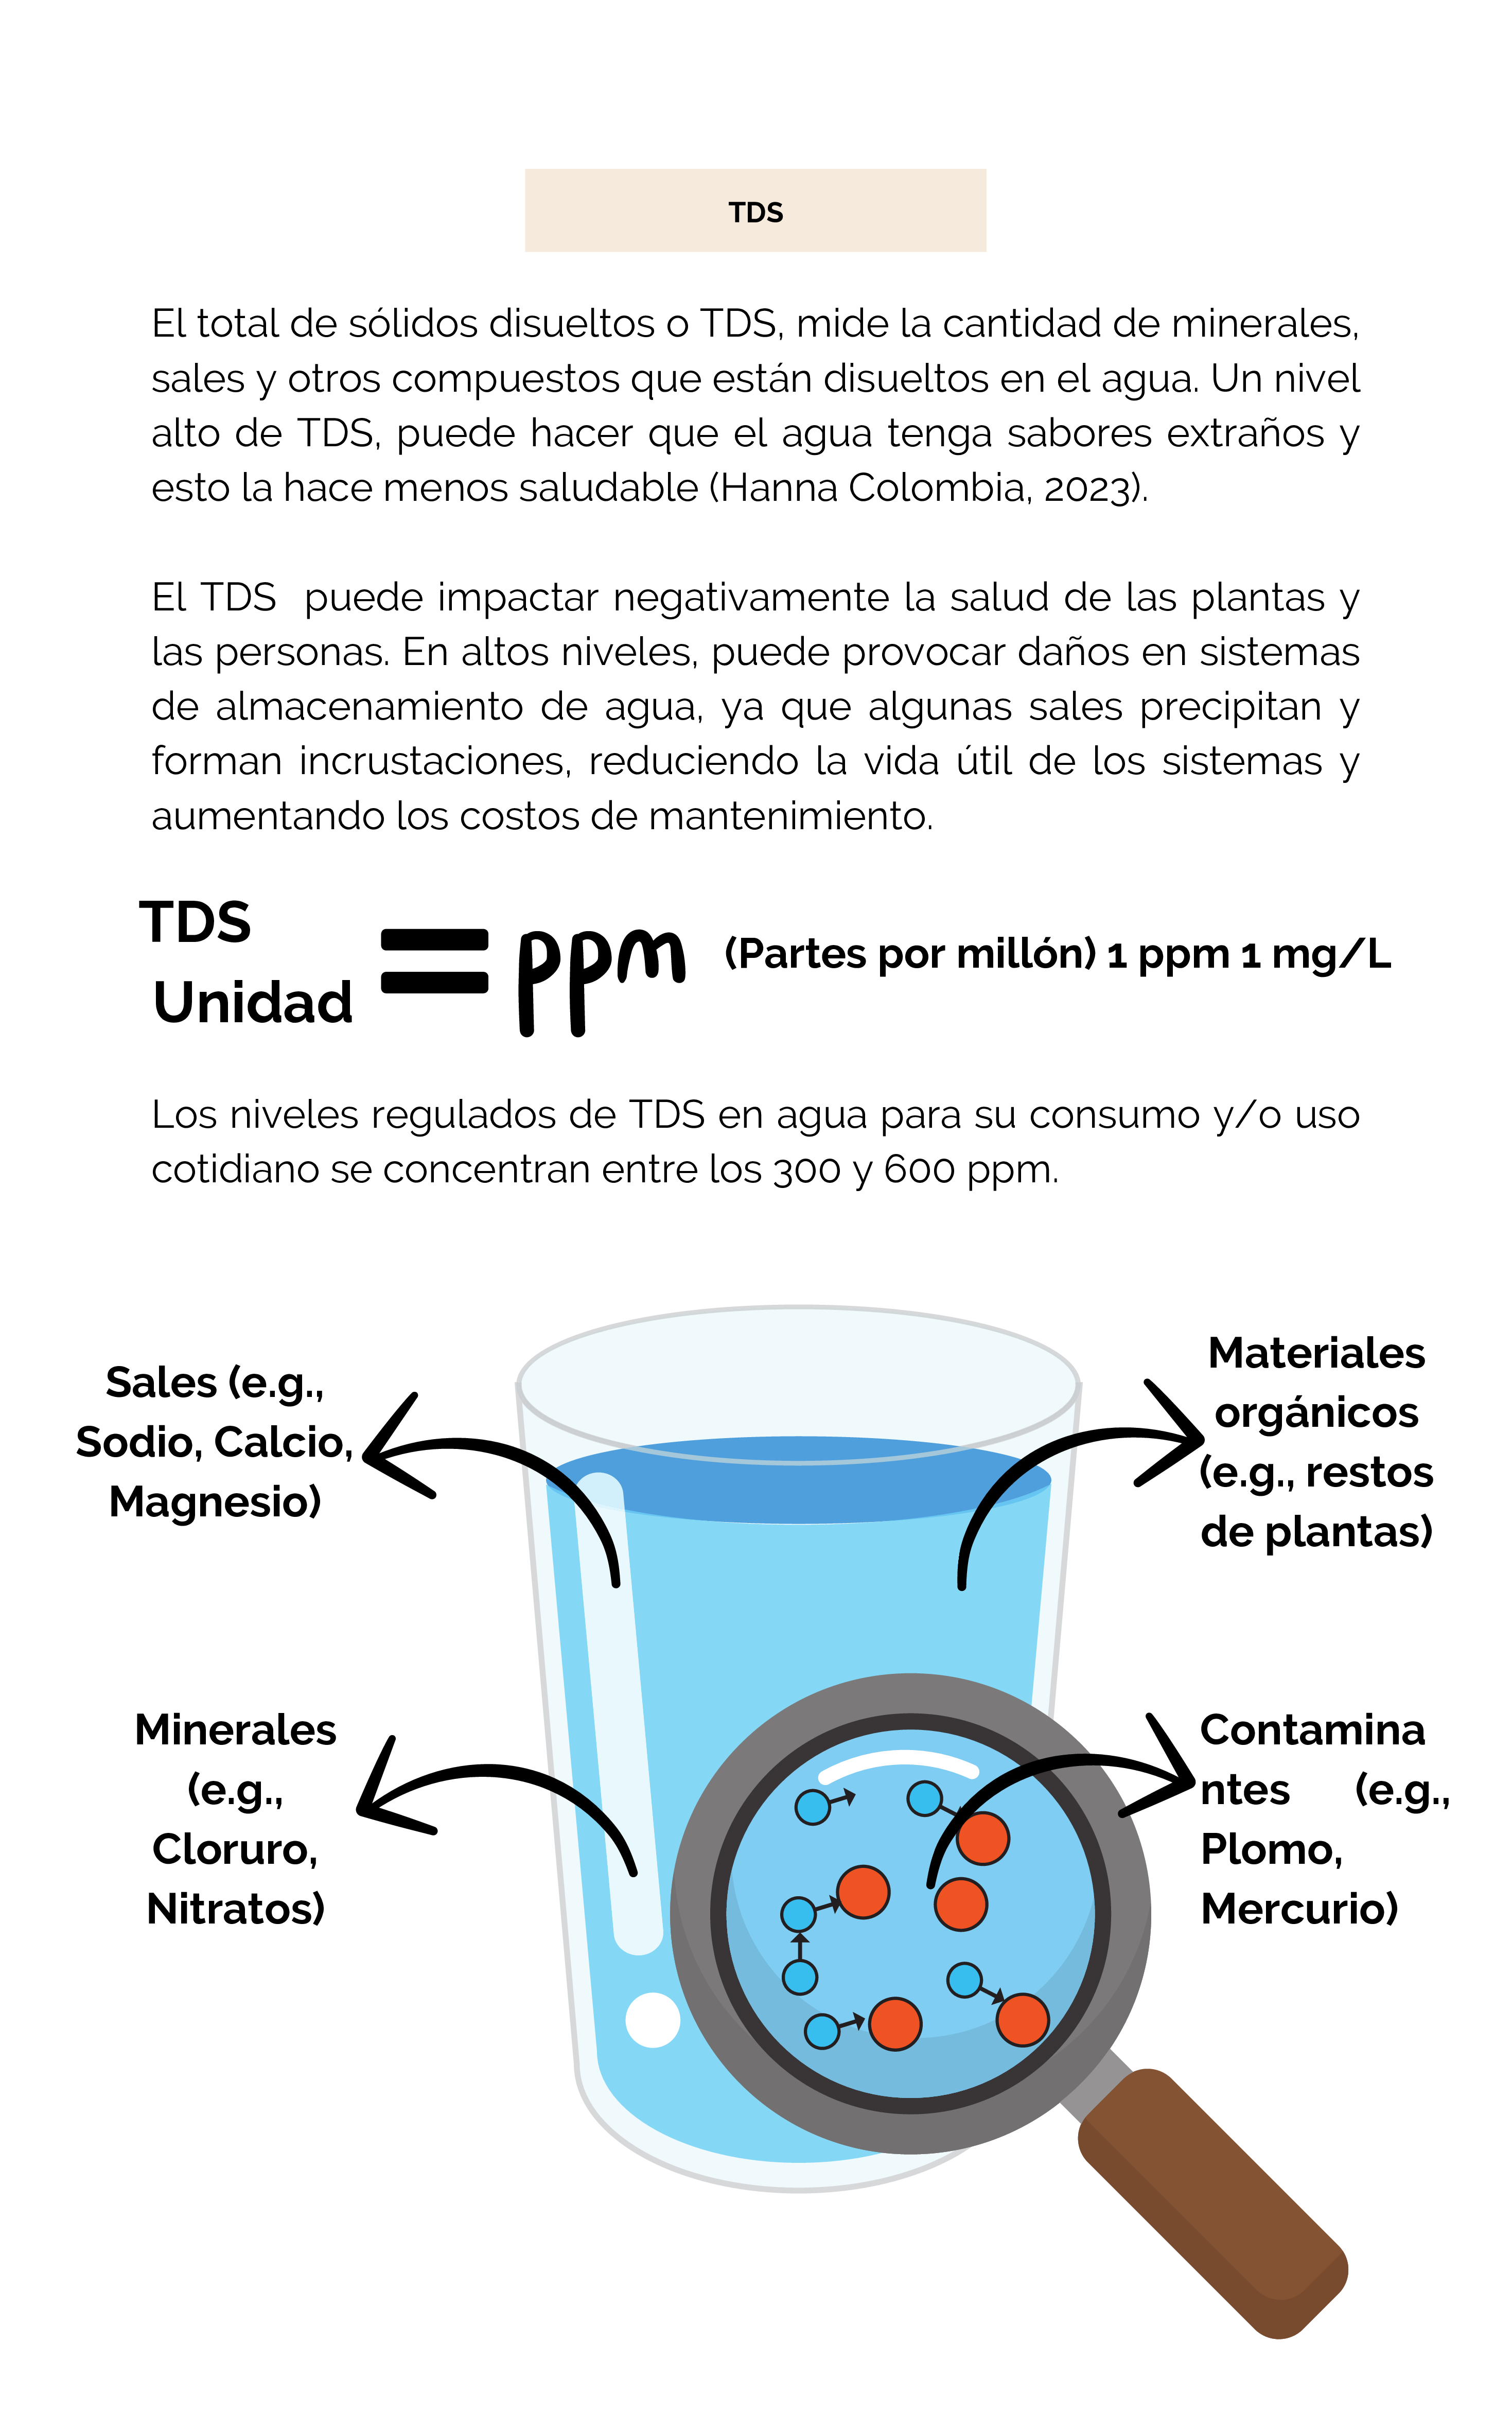 TDS
El total de sólidos disueltos o TDS, mide la cantidad de minerales,
sales y otros compuestos que están disueltos en el agua. Un nivel
alto de TDS, puede hacer que el agua tenga sabores extraños y
esto la hace menos saludable (Hanna Colombia, 2023).
El TDS puede impactar negativamente la salud de las plantas y
las personas. En altos niveles, puede provocar daños en sistemas
de almacenamiento de agua, ya que algunas sales precipitan y
forman incrustaciones, reduciendo la vida útil de los sistemas y
aumentando los costos de mantenimiento.
TDS
Unidad
= ppm (Partes por millón) 1 ppm 1 mg/L
Los niveles regulados de TDS en agua para su consumo y/o uso
cotidiano se concentran entre los 300 y 600 ppm.
Sales (e.g.,
Sodio, Calcio,
Magnesio)
Materiales
orgánicos
(e.g., restos
de plantas)
Minerales
(e.g.,
Cloruro,
Nitratos)
Contamina
ntes (e.g.,
Plomo,
Mercurio)